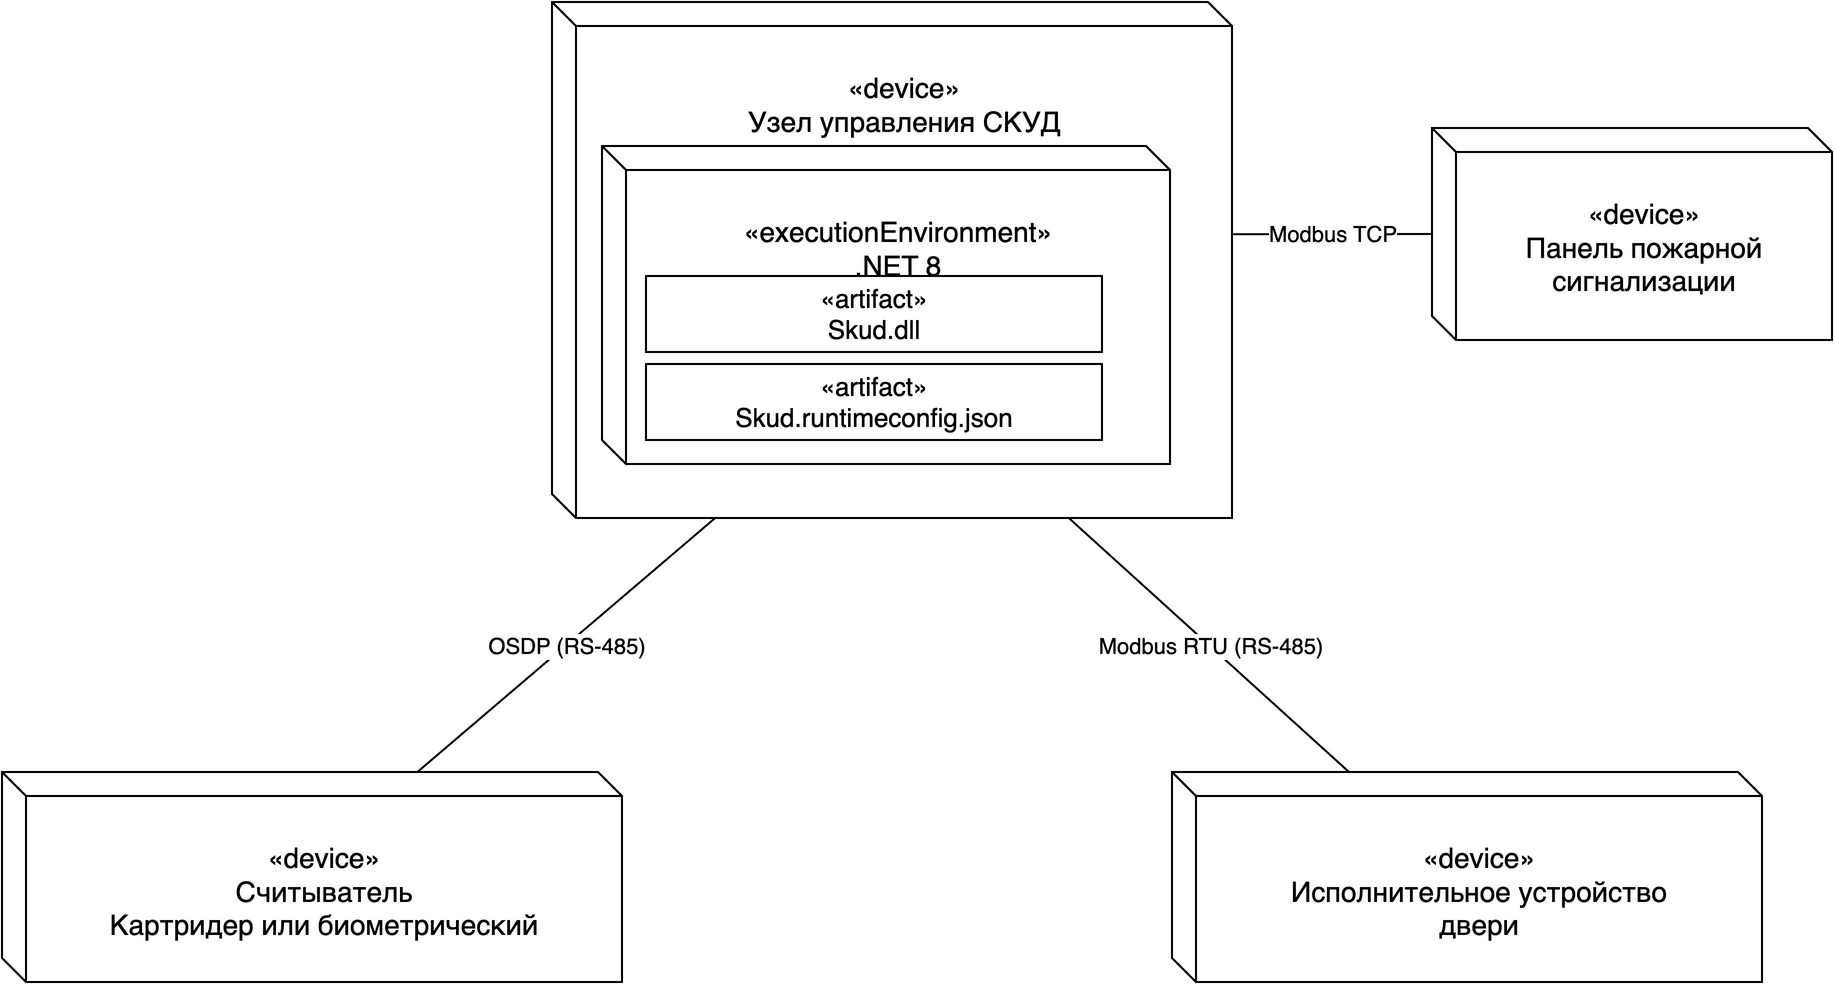 «device»
Узел управления СКУД
«executionEnvironment»
.NET 8
«artifact»
Skud.dll
«artifact»
Skud.runtimeconfig.json
Modbus TCP
«device»
Панель пожарной
сигнализации
OSDP (RS-485)
Modbus RTU (RS-485)
«device»
Считыватель
Картридер или биометрический
«device»
Исполнительное устройство
двери